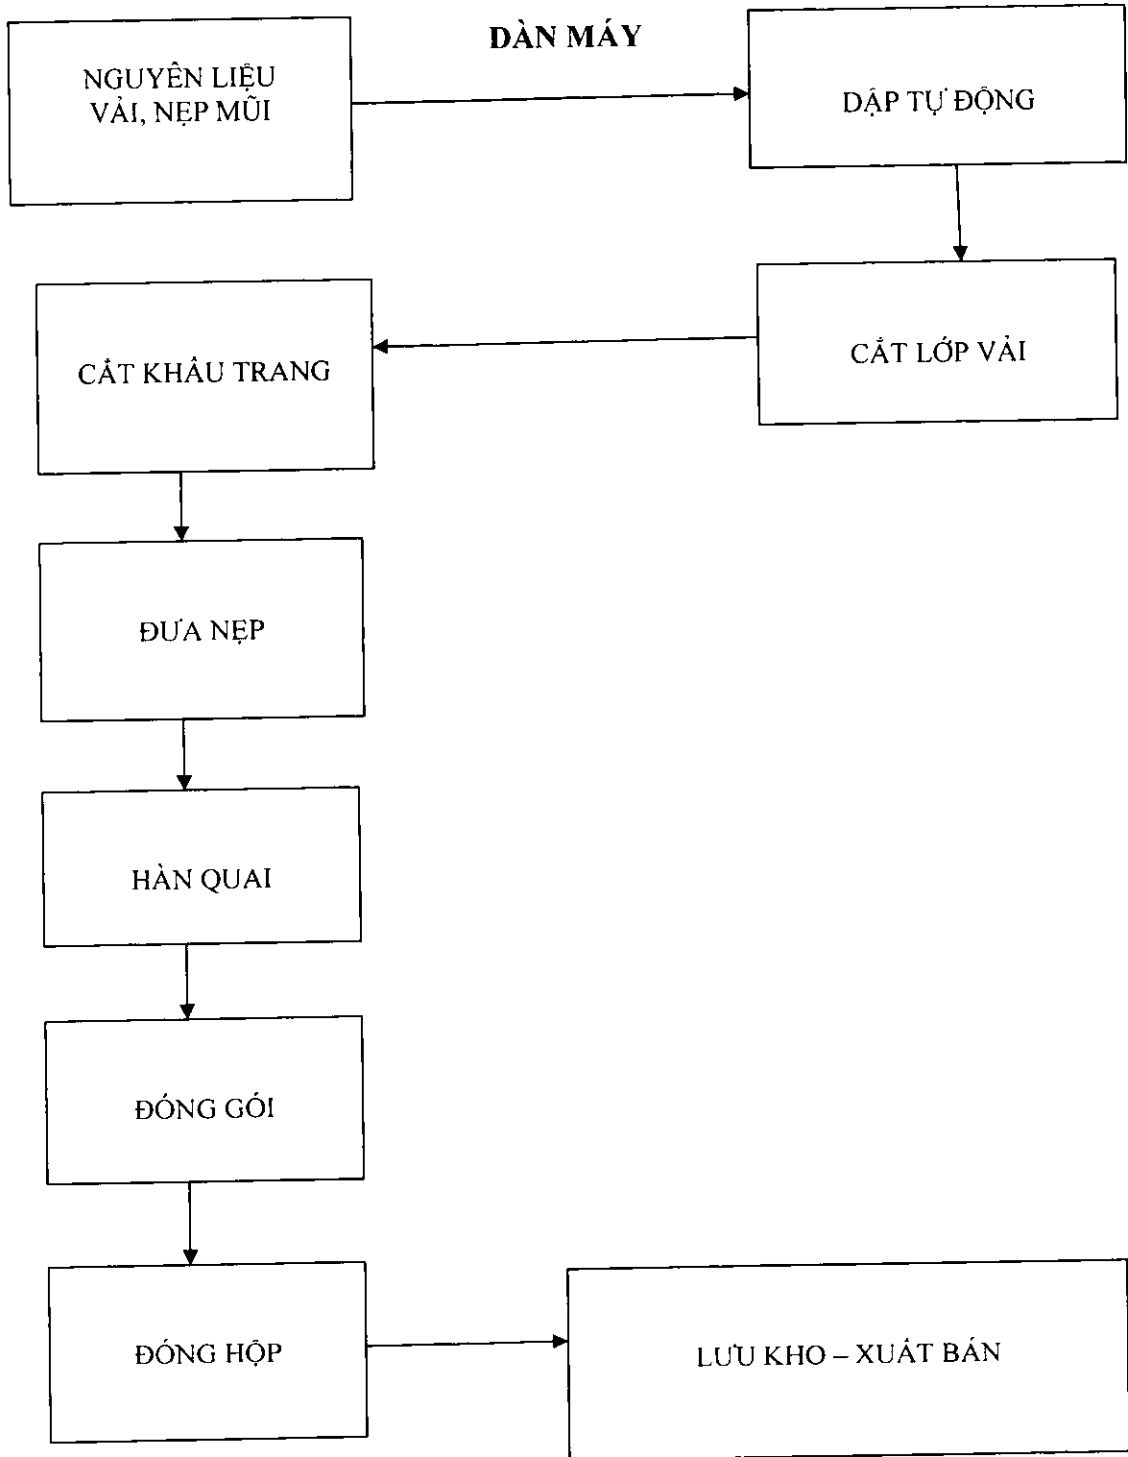 NGUYÊN LIỆU
VẢI, NẸP MŨI
DÀN MÁY
DẬP TỰ ĐỘNG
CẮT LỚP VẢI
CẮT KHẨU TRANG
ĐƯA NẸP
HÀN QUAI
ĐÓNG GÓI
ĐÓNG HỘP
LƯU KHO – XUẤT BÁN